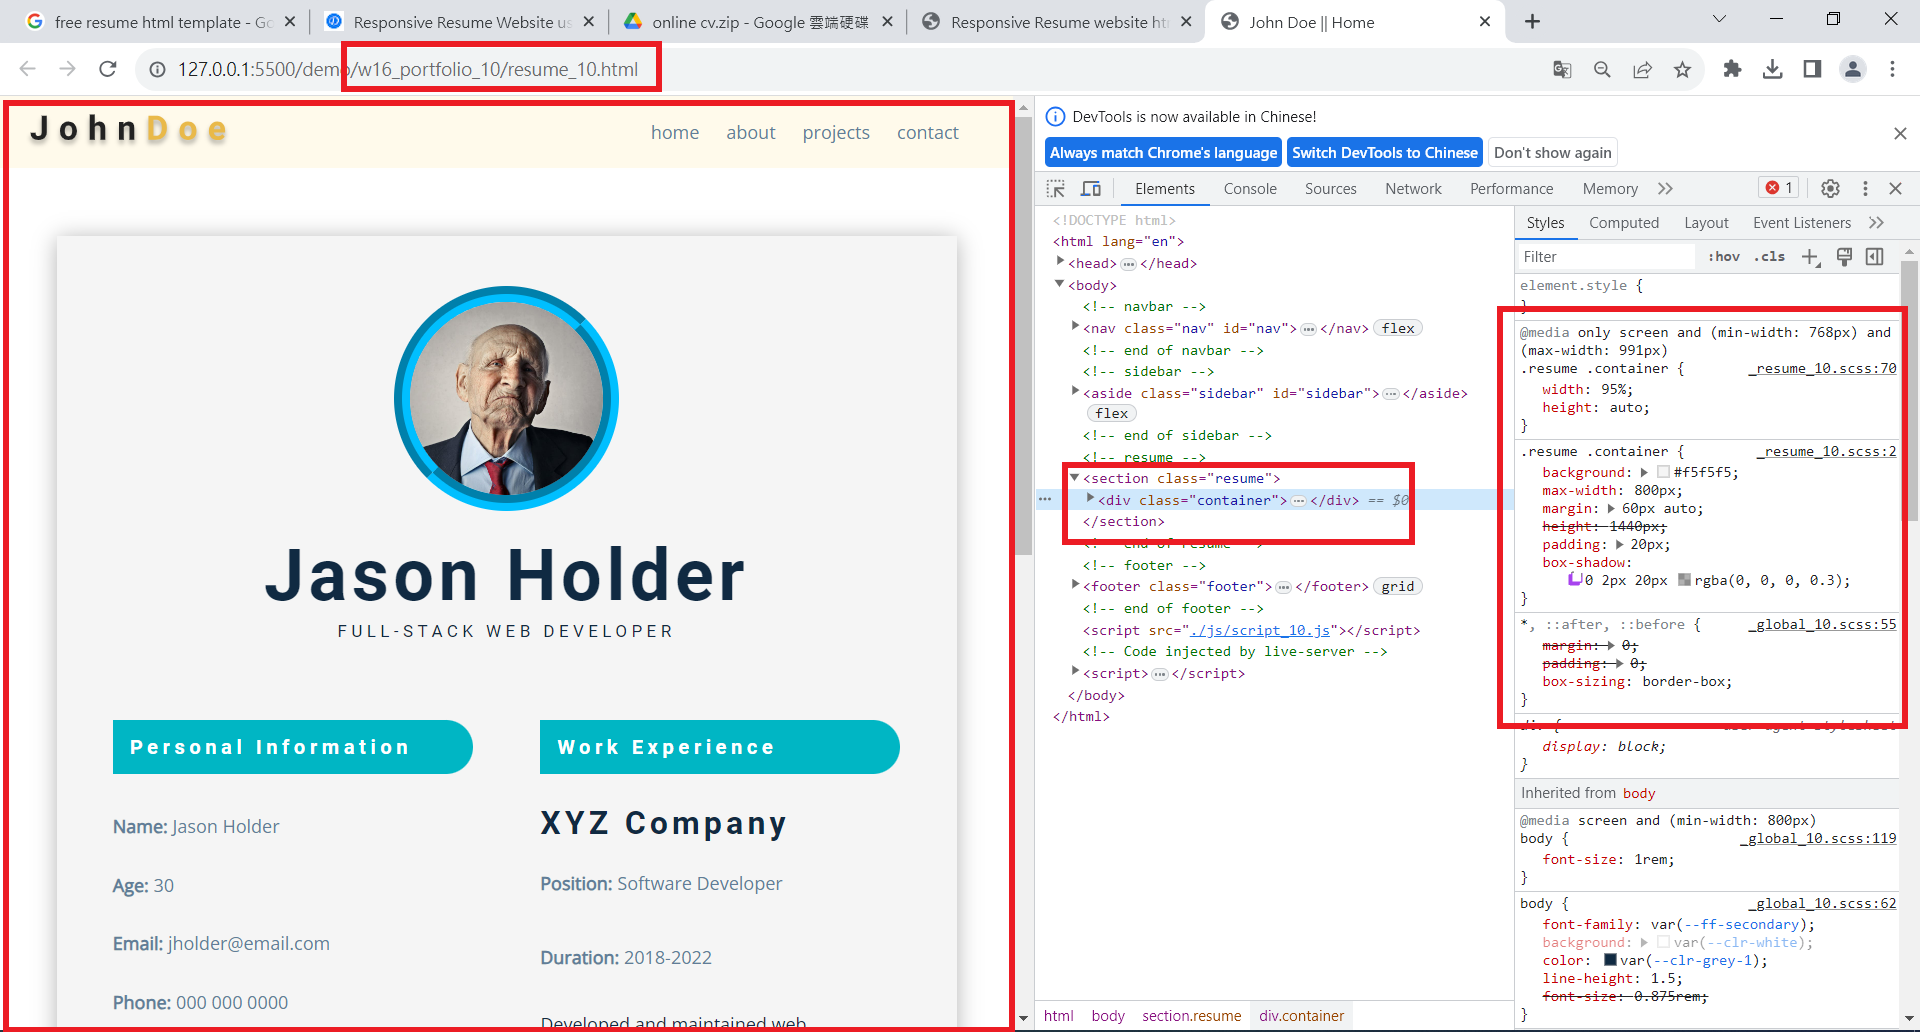 free resume html template - Go
Responsive Resume Website us
online cv.zip - Google 雲端硬碟
Responsive Resume website ht
John Doe || Home
127.0.0.1:5500/demo/w16_portfolio_10/resume_10.html
JohnDoe
home about projects contact
Jason Holder
FULL-STACK WEB DEVELOPER
Personal Information
Name: Jason Holder
Age: 30
Email: jholder@email.com
Phone: 000 000 0000
Work Experience
XYZ Company
Position: Software Developer
Duration: 2018-2022
Developed and maintained web
DevTools is now available in Chinese!
Always match Chrome's language Switch DevTools to Chinese Don't show again
Elements Console Sources Network Performance Memory 1
<!DOCTYPE html>
<html lang="en">
<head> ••• </head>
<body>
<!-- navbar -->
<nav class="nav" id="nav"> ••• </nav> flex
<!-- end of navbar -->
<!-- sidebar -->
<aside class="sidebar" id="sidebar"> ••• </aside>
flex
<!-- end of sidebar -->
<!-- resume -->
<section class="resume">
<div class="container"> ••• </div> == $0
</section>
<!-- end of resume -->
<!-- footer -->
<footer class="footer"> ••• </footer> grid
<!-- end of footer -->
<script src="./js/script_10.js"></script>
<!-- Code injected by live-server -->
<script> ••• </script>
</body>
</html>
html body section.resume div.container
Styles Computed Layout Event Listeners
Filter :hov .cls
element.style {
}
@media only screen and (min-width: 768px) and
(max-width: 991px)
.resume .container { _resume_10.scss:70
width: 95%;
height: auto;
}
.resume .container { _resume_10.scss:2
background: #f5f5f5;
max-width: 800px;
margin: 60px auto;
height: 1440px;
padding: 20px;
box-shadow:
0 2px 20px rgba(0, 0, 0, 0.3);
}
*, ::after, ::before { _global_10.scss:55
margin: 0;
padding: 0;
box-sizing: border-box;
}
div { user agent stylesheet
display: block;
}
Inherited from body
@media screen and (min-width: 800px)
body { _global_10.scss:119
font-size: 1rem;
}
body { _global_10.scss:62
font-family: var(--ff-secondary);
background: var(--clr-white);
color: var(--clr-grey-1);
line-height: 1.5;
font-size: 0.875rem;
}